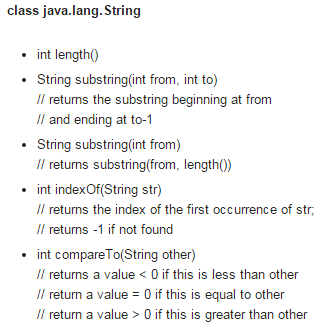 class java.lang.String
• int length()
• String substring(int from, int to)
// returns the substring beginning at from
// and ending at to-1
• String substring(int from)
// returns substring(from, length())
• int indexOf(String str)
// returns the index of the first occurrence of str;
// returns -1 if not found
• int compareTo(String other)
// returns a value < 0 if this is less than other
// return a value = 0 if this is equal to other
// return a value > 0 if this is greater than other